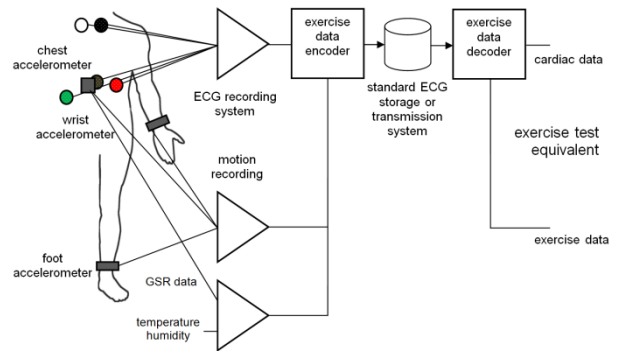 chest
accelerometer
wrist
accelerometer
foot
accelerometer
GSR data
temperature
humidity
ECG recording
system
motion
recording
exercise
data
encoder
standard ECG
storage or
transmission
system
exercise
data
decoder
cardiac data
exercise test
equivalent
exercise data